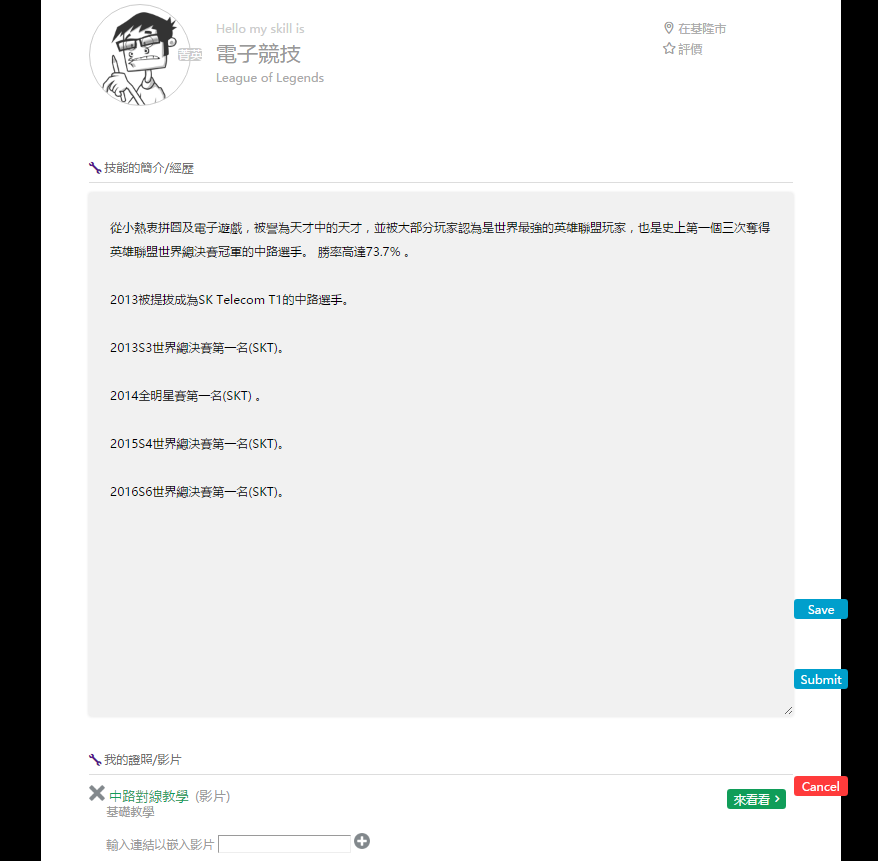 Hello my skill is
電子競技
League of Legends
在基隆市
評價
技能的簡介/經歷
從小熱衷拼圖及電子遊戲，被譽為天才中的天才，並被大部分玩家認為是世界最強的英雄聯盟玩家，也是史上第一個三次奪得
英雄聯盟世界總決賽冠軍的中路選手。 勝率高達73.7% 。
2013被提拔成為SK Telecom T1的中路選手。
2013S3世界總決賽第一名(SKT)。
2014全明星賽第一名(SKT) 。
2015S4世界總決賽第一名(SKT)。
2016S6世界總決賽第一名(SKT)。
Save
Submit
我的證照/影片
Cancel
中路對線教學 (影片)
來看看
基礎教學
輸入連結以嵌入影片